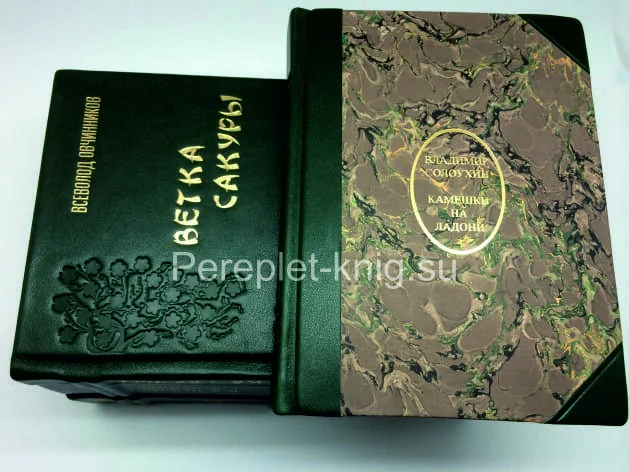 ВСЕВОЛОД ОВЧИННИКОВ
ВЕТКА
САКУРЫ
ВЛАДИМИР
СОЛОУХИН
КАМЕШКИ
НА
ЛАДОНИ
Pereplet-knig.su